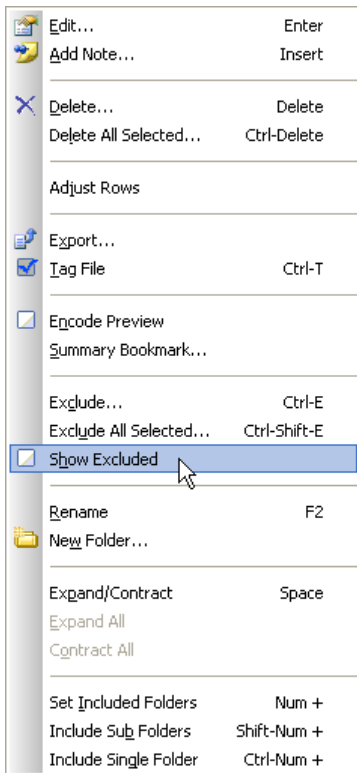 Edit... Enter
Add Note... Insert
Delete... Delete
Delete All Selected... Ctrl-Delete
Adjust Rows
Export...
Tag File Ctrl-T
Encode Preview
Summary Bookmark...
Exclude... Ctrl-E
Exclude All Selected... Ctrl-Shift-E
Show Excluded
Rename F2
New Folder...
Expand/Contract Space
Expand All
Contract All
Set Included Folders Num +
Include Sub Folders Shift-Num +
Include Single Folder Ctrl-Num +